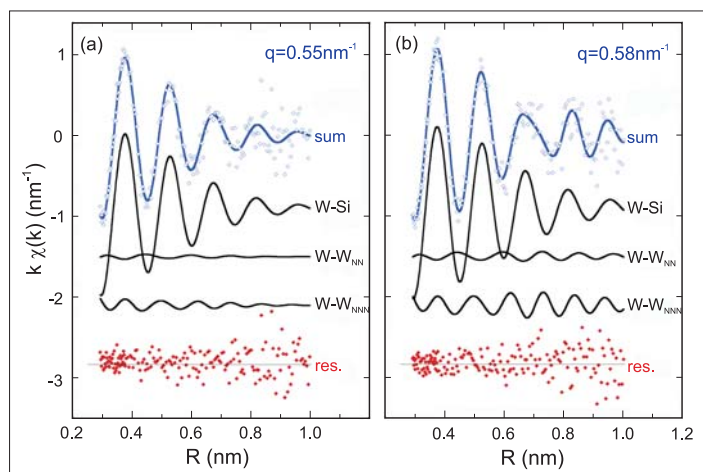 (a)
q=0.55nm⁻¹
sum
W-Si
W-W_NN
W-W_NNN
res.
(b)
q=0.58nm⁻¹
sum
W-Si
W-W_NN
W-W_NNN
res.
k χ(k) (nm⁻¹)
1
0
-1
-2
-3
0.2 0.4 0.6 0.8 1.0
R (nm)
0.4 0.6 0.8 1.0 1.2
R (nm)